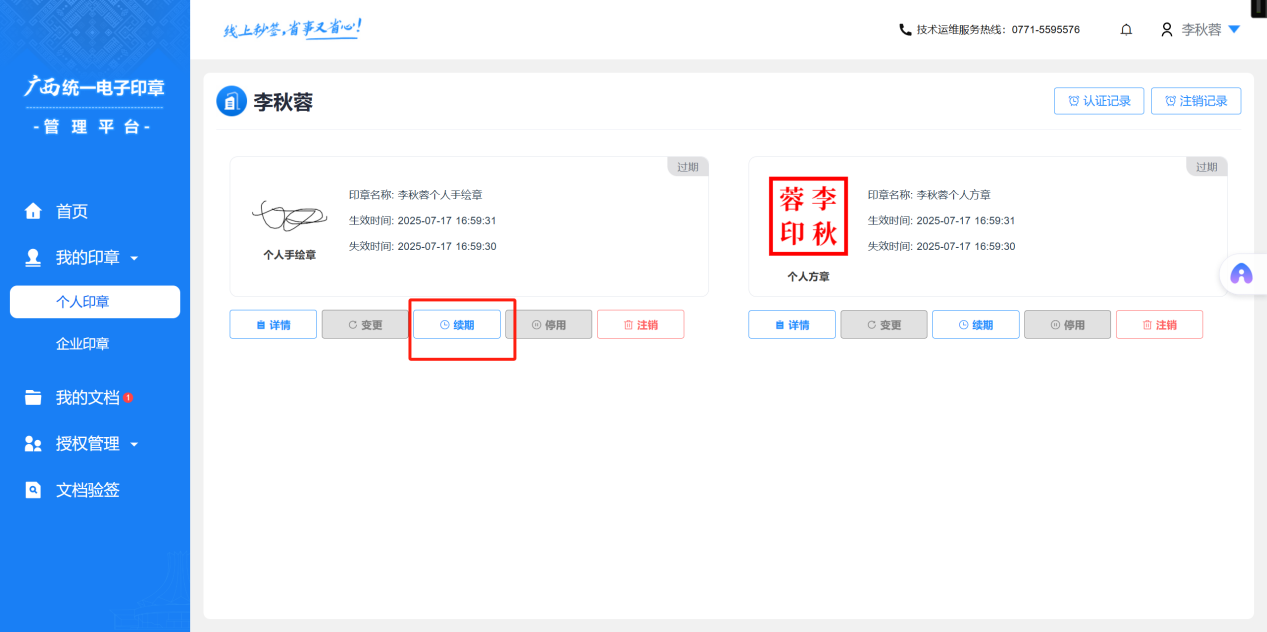 广西统一电子印章
-管 理 平 台-
首页
我的印章
个人印章
企业印章
我的文档 1
授权管理
文档验签
线上秒签,省事又省心!
技术运维服务热线：0771-5595576
李秋蓉
李秋蓉
认证记录
注销记录
过期
印章名称: 李秋蓉个人手绘章
生效时间: 2025-07-17 16:59:31
失效时间: 2025-07-17 16:59:30
个人手绘章
详情
变更
续期
停用
注销
过期
李秋蓉印
印章名称: 李秋蓉个人方章
生效时间: 2025-07-17 16:59:31
失效时间: 2025-07-17 16:59:30
个人方章
详情
变更
续期
停用
注销